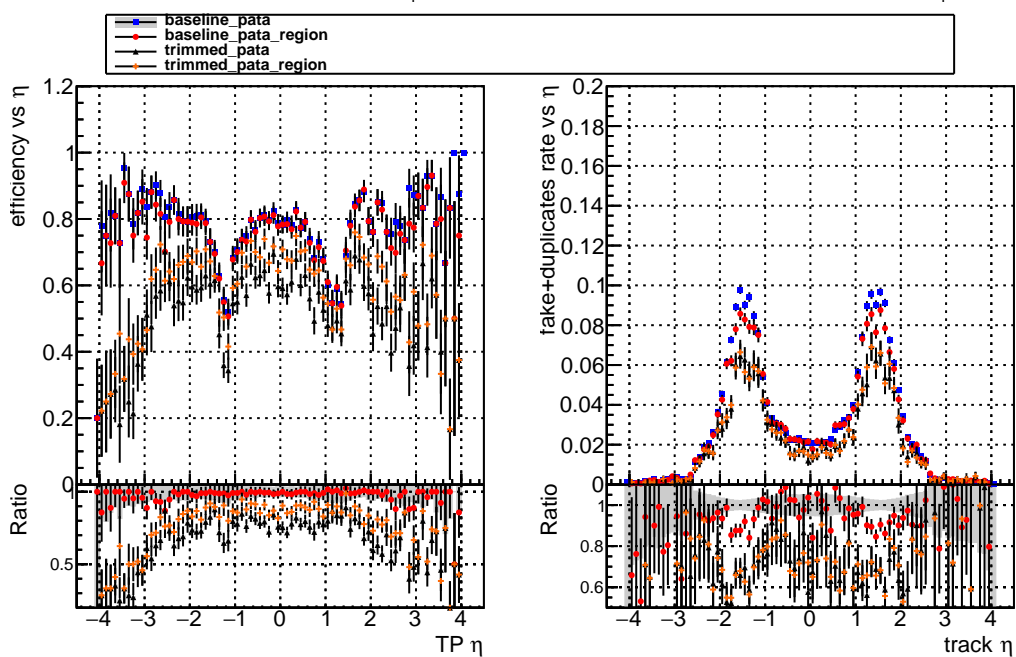 baseline_pata
baseline_pata_region
trimmed_pata
trimmed_pata_region
efficiency vs η
1.2
1
0.8
0.6
0.4
0.2
0
Ratio
0.5
−4 −3 −2 −1 0 1 2 3 4
TP η
take+duplicates rate vs η
0.2
0.18
0.16
0.14
0.12
0.1
0.08
0.06
0.04
0.02
0
Ratio
1
0.8
0.6
−4 −3 −2 −1 0 1 2 3 4
track η